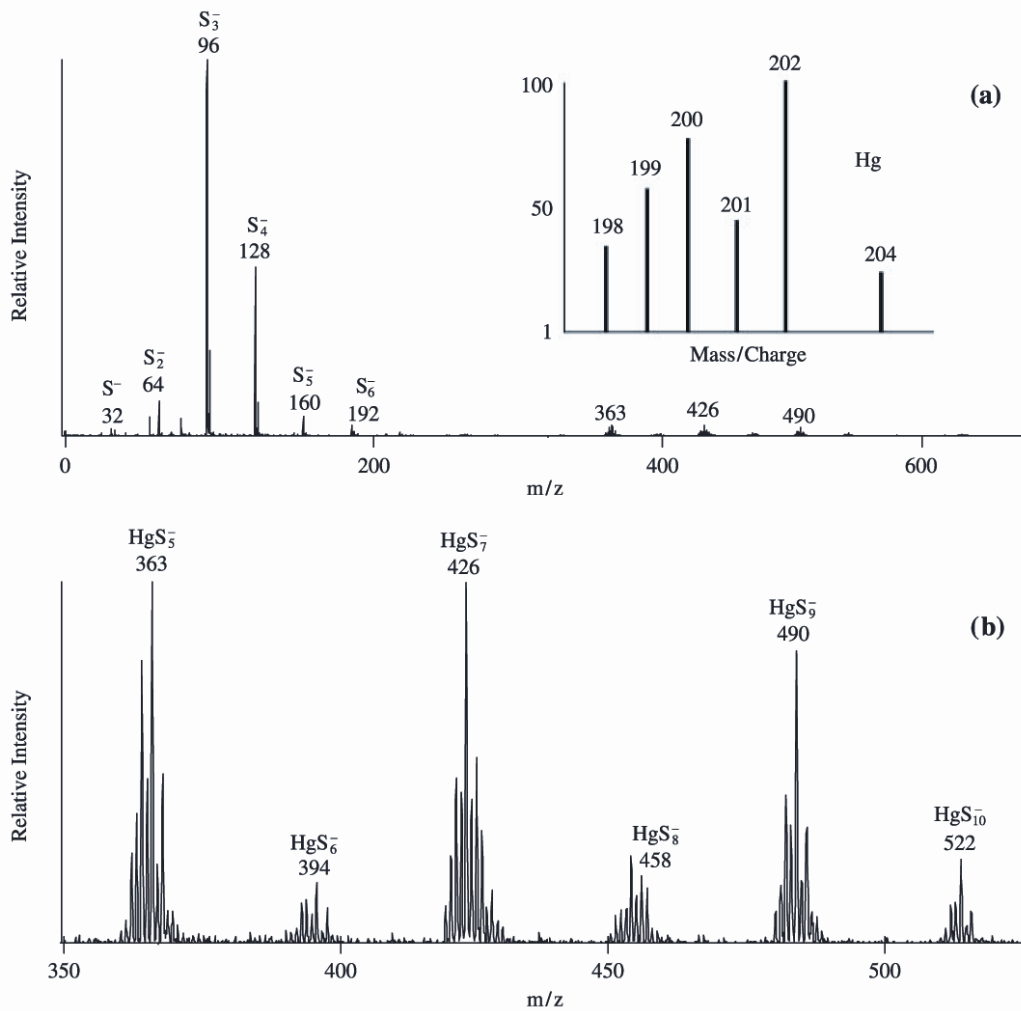 S₃⁻
96
(a)
Relative Intensity
S₄⁻
128
S₂⁻
64
S⁻
32
S₅⁻
160
S₆⁻
192
363
426
490
0
200
400
600
m/z
100
50
1
198
199
200
201
202
204
Hg
Mass/Charge
(b)
Relative Intensity
HgS₅⁻
363
HgS₆⁻
394
HgS₇⁻
426
HgS₈⁻
458
HgS₉⁻
490
HgS₁₀⁻
522
350
400
450
500
m/z